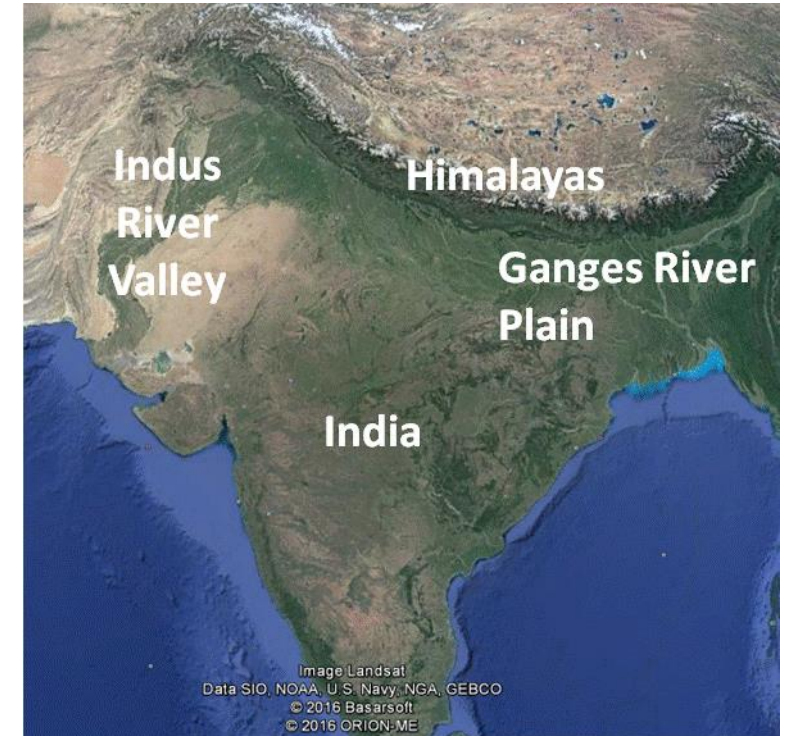 Indus
River
Valley
Himalayas
Ganges River
Plain
India
Image Landsat
Data SIO, NOAA, U.S. Navy, NGA, GEBCO
© 2016 Basarsoft
© 2016 ORION-ME